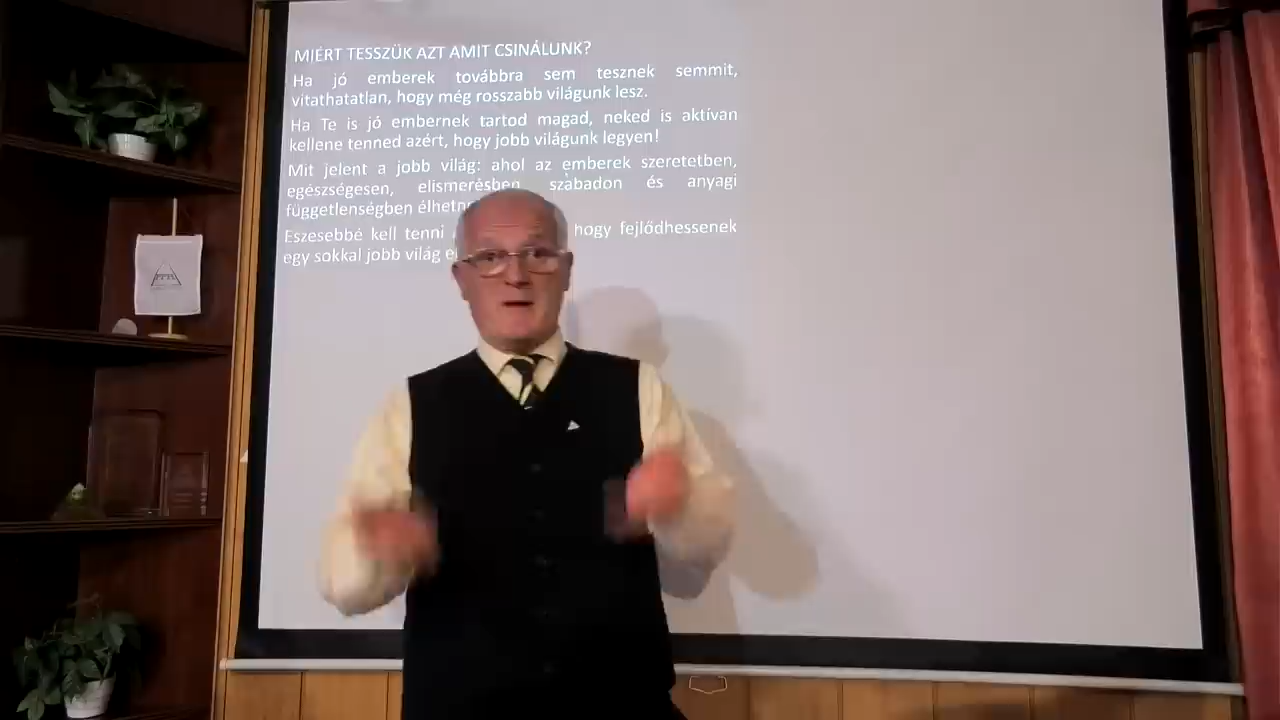 MIÉRT TESSZÜK AZT AMIT CSINÁLUNK?
Ha jó emberek továbbra sem tesznek semmit,
vitathatatlan, hogy még rosszabb világunk lesz.
Ha Te is jó embernek tartod magad, neked is aktívan
kellene tenned azért, hogy jobb világunk legyen!
Mit jelent a jobb világ: ahol az emberek szeretetben,
egészségesen, elismerésben, szabadon és anyagi
függetlenségben
Eszesebbé kell tenni hogy fejlődhessenek
egy sokkal jobb világ